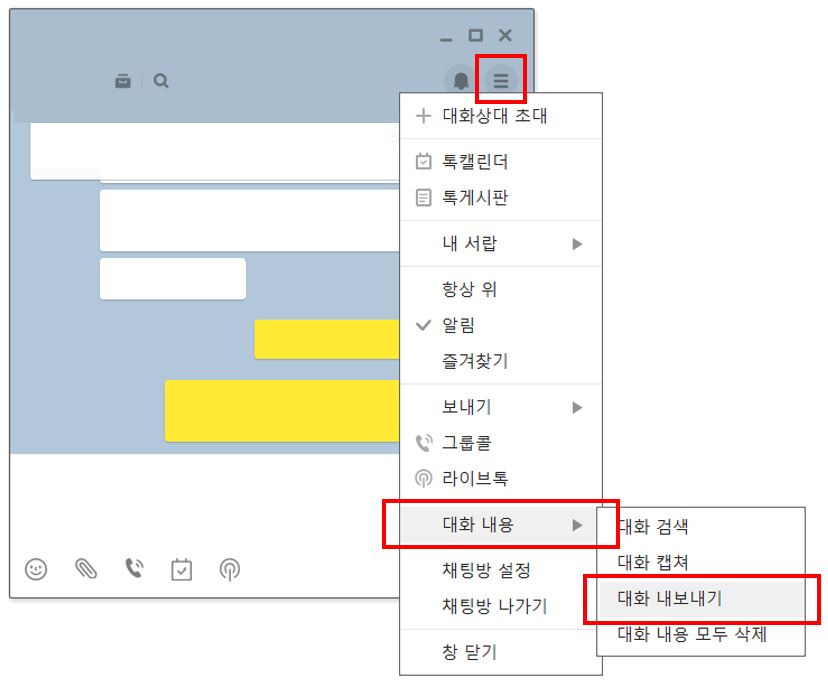 대화상대 초대
톡캘린더
톡게시판
내 서랍
항상 위
알림
즐겨찾기
보내기
그룹콜
라이브톡
대화 내용
채팅방 설정
채팅방 나가기
창 닫기
대화 검색
대화 캡쳐
대화 내보내기
대화 내용 모두 삭제